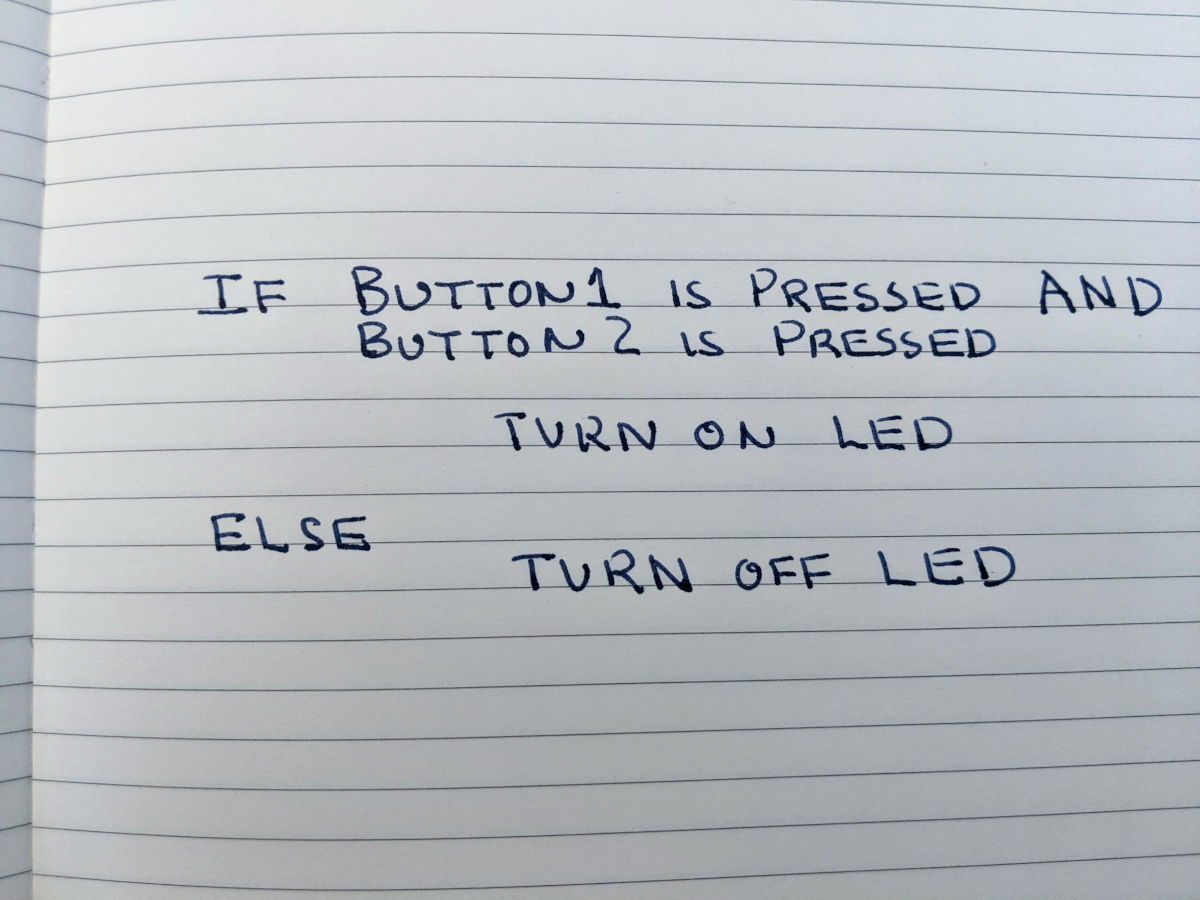 IF BUTTON1 IS PRESSED AND
BUTTON 2 IS PRESSED
TURN ON LED
ELSE
TURN OFF LED